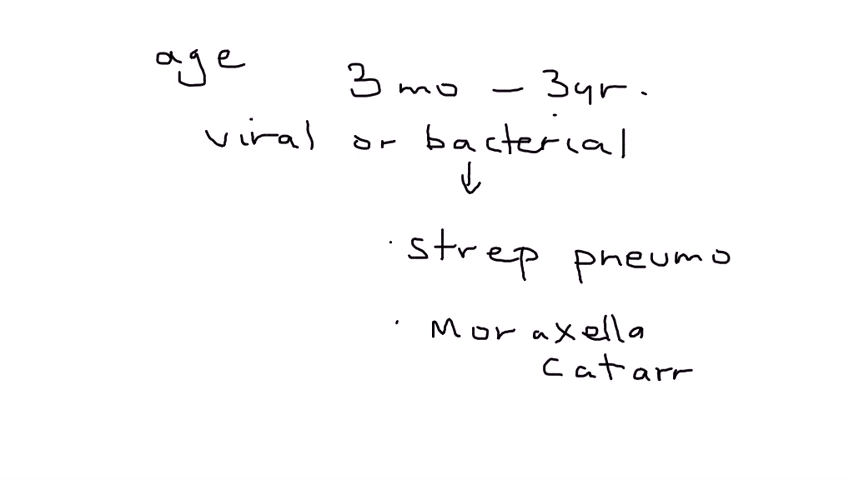 age
3 mo - 3yr.
viral or bacterial
↓
· strep pneumo
· Moraxella
catarr